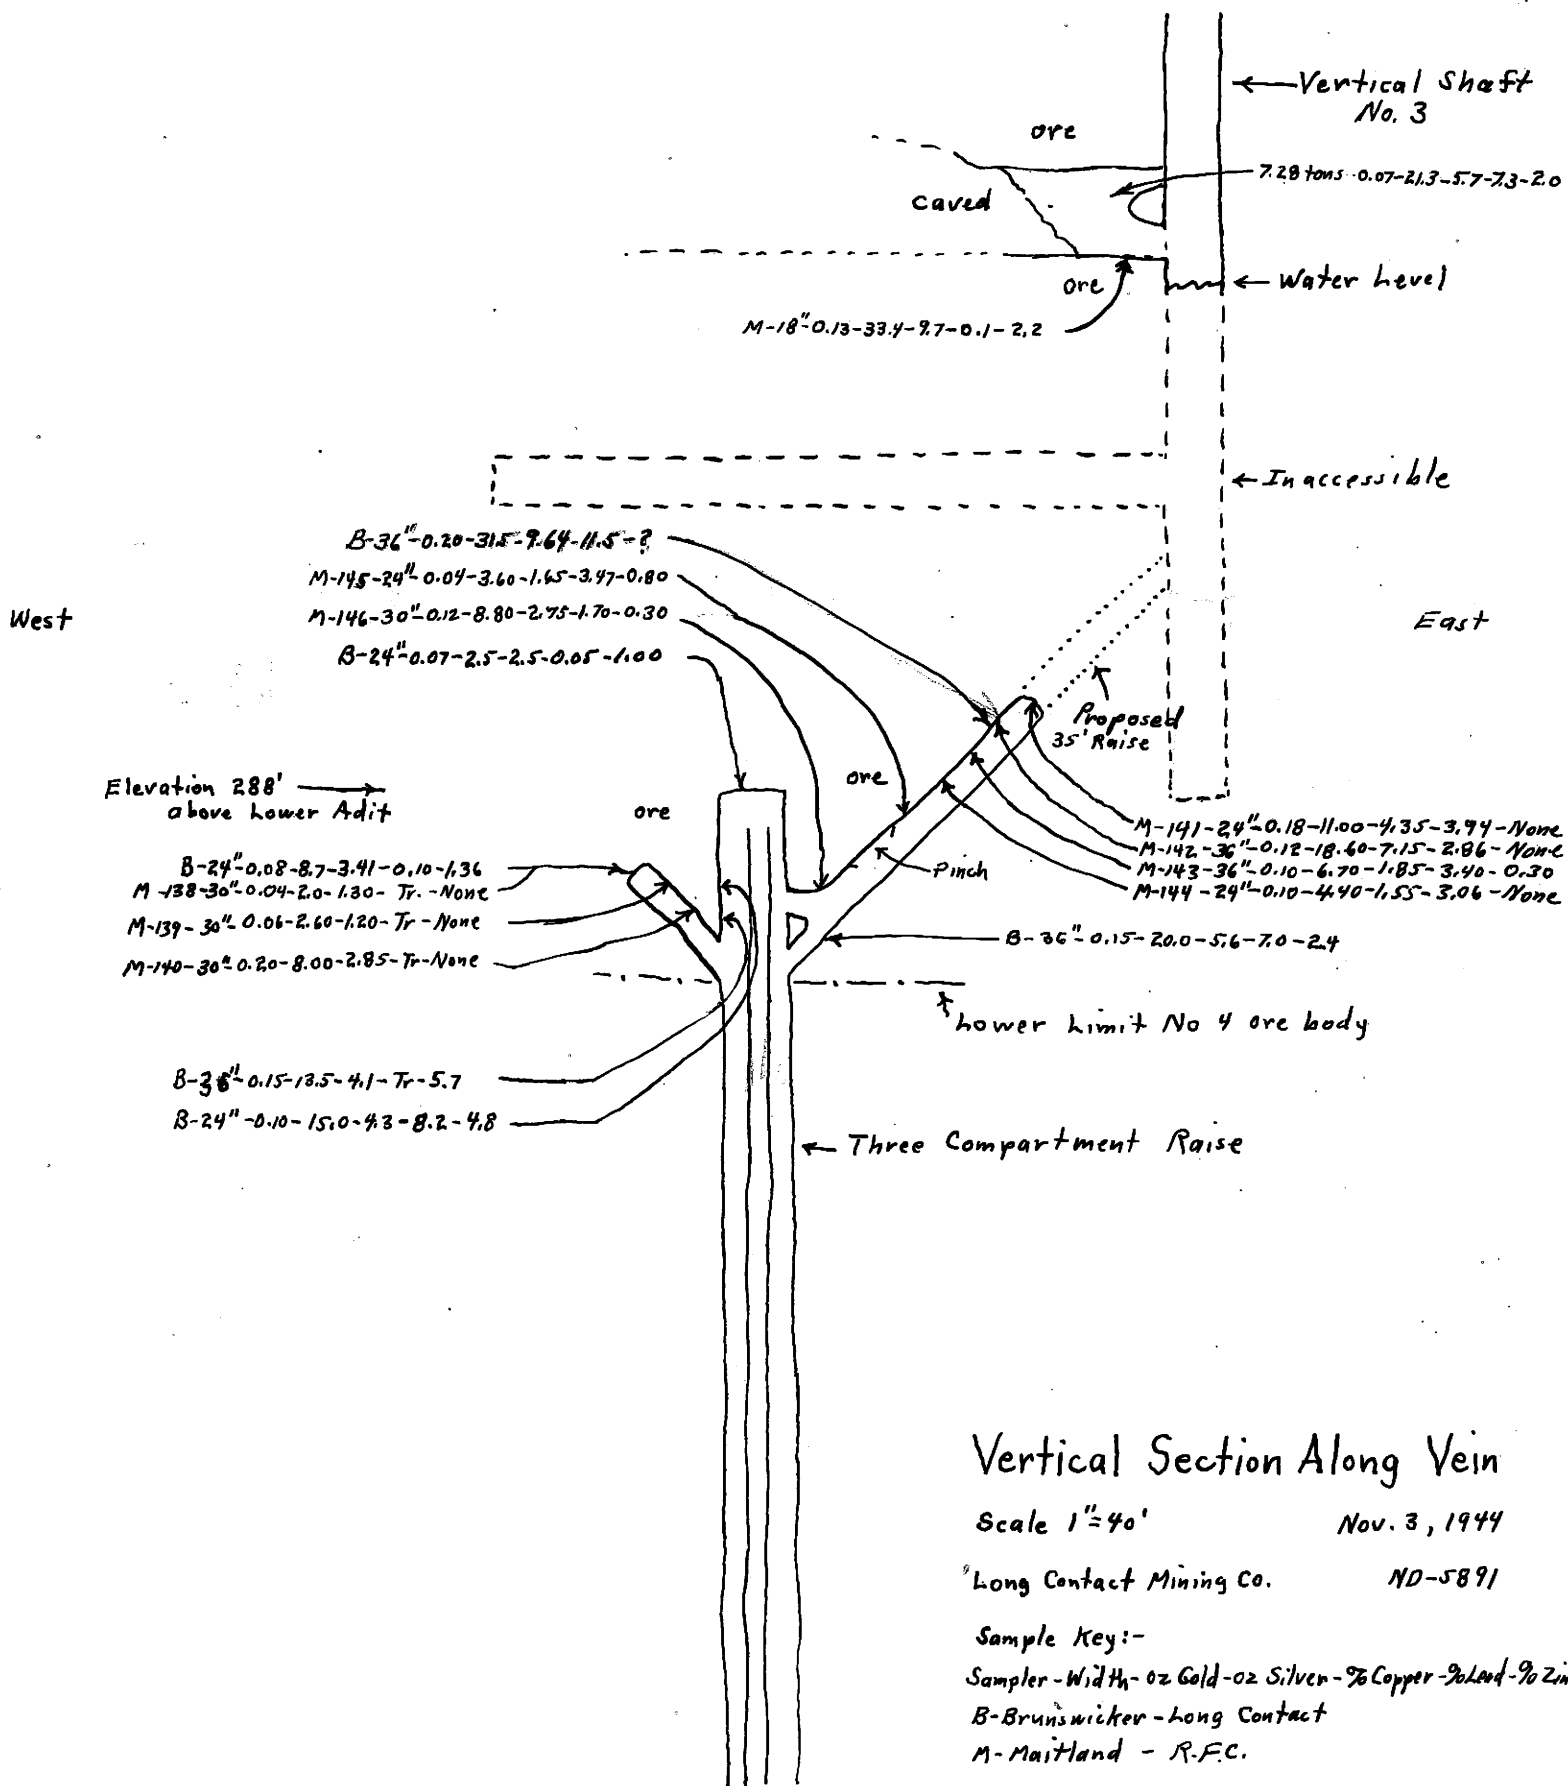 Vertical Shaft
No. 3
ore
7.28 tons-0.07-21.3-5.7-7.3-2.0
caved
ore
Water Level
M-18"-0.13-33.4-9.7-0.1-2.2
Inaccessible
B-36"-0.20-31.5-9.64-11.5-?
M-145-24"-0.04-3.60-1.65-3.47-0.80
M-146-30"-0.12-8.80-2.75-1.70-0.30
B-24"-0.07-2.5-2.5-0.05-1.00
West
East
Proposed
35' Raise
ore
Elevation 288'
above Lower Adit
ore
Pinch
M-141-24"-0.18-11.00-4.35-3.94-None
M-142-36"-0.12-18.60-7.15-2.86-None
M-143-36"-0.10-6.70-1.85-3.40-0.30
M-144-24"-0.10-4.40-1.55-3.06-None
B-24"-0.08-8.7-3.41-0.10-1.36
M-138-30"-0.04-2.0-1.30-Tr.-None
M-139-30"-0.06-2.60-1.20-Tr-None
M-140-30"-0.20-8.00-2.85-Tr-None
B-36"-0.15-20.0-5.6-7.0-2.4
Lower Limit No 4 ore body
B-36"-0.15-13.5-4.1-Tr-5.7
B-24"-0.10-15.0-4.3-8.2-4.8
Three Compartment Raise
Vertical Section Along Vein
Scale 1"=40' Nov. 3, 1944
Long Contact Mining Co. ND-5891
Sample Key:-
Sampler-Width-oz Gold-oz Silver-% Copper-% Lead-% Zin
B-Brunswicker-Long Contact
M-Maitland - R.F.C.